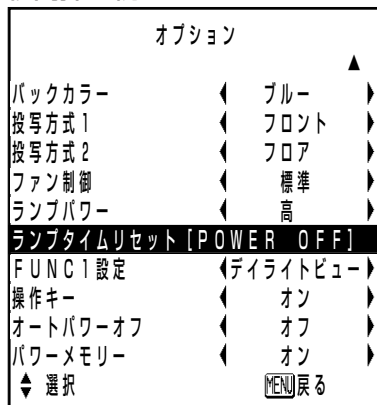 オプション
▲
バックカラー ◀ ブルー ▶
投写方式1 ◀ フロント ▶
投写方式2 ◀ フロア ▶
ファン制御 ◀ 標準 ▶
ランプパワー ◀ 高 ▶
ランプタイムリセット[POWER OFF]
FUNC1設定 ◀デイライトビュー▶
操作キー ◀ オン ▶
オートパワーオフ ◀ オフ ▶
パワーメモリー ◀ オン ▶
選択 MENU戻る